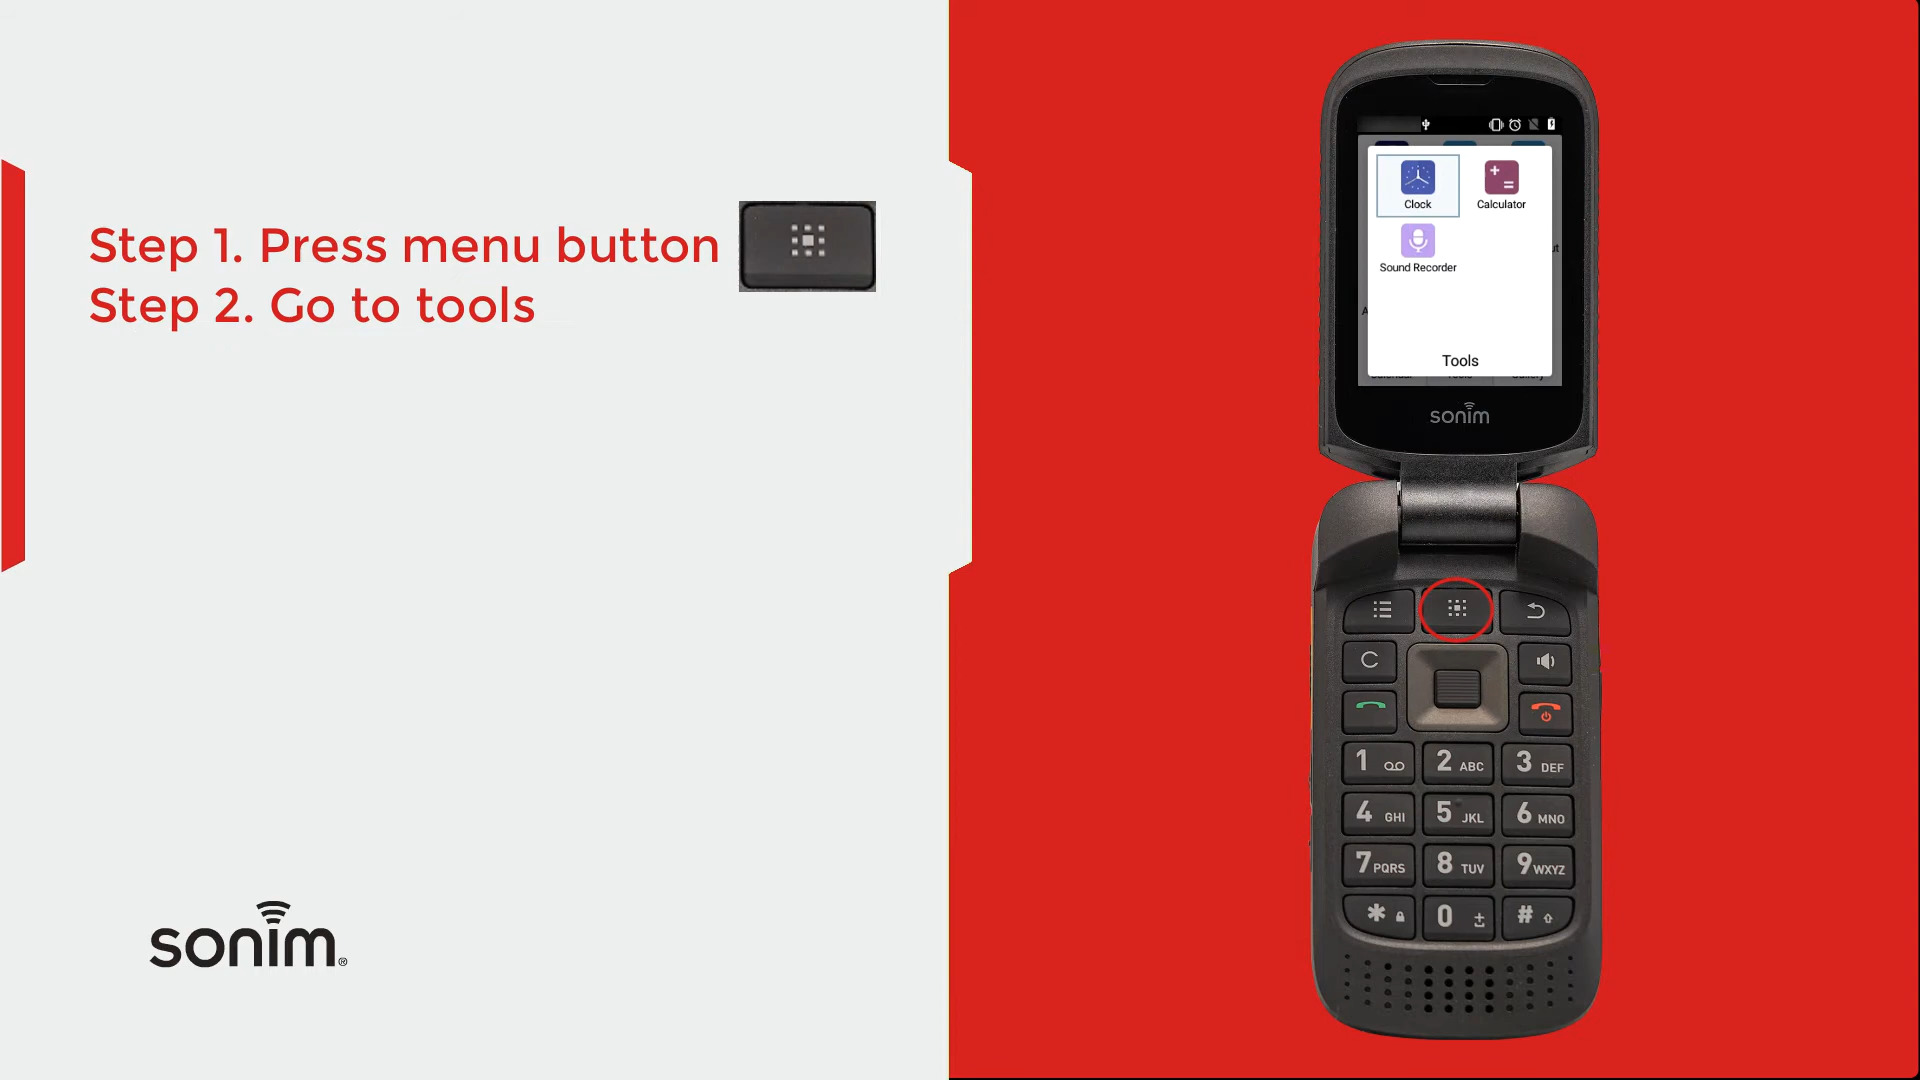 Step 1. Press menu button
Step 2. Go to tools
sonim®
Clock
Calculator
Sound Recorder
Tools
sonim
C
1
2 ABC
3 DEF
4 GHI
5 JKL
6 MNO
7 PQRS
8 TUV
9 WXYZ
*
0
#